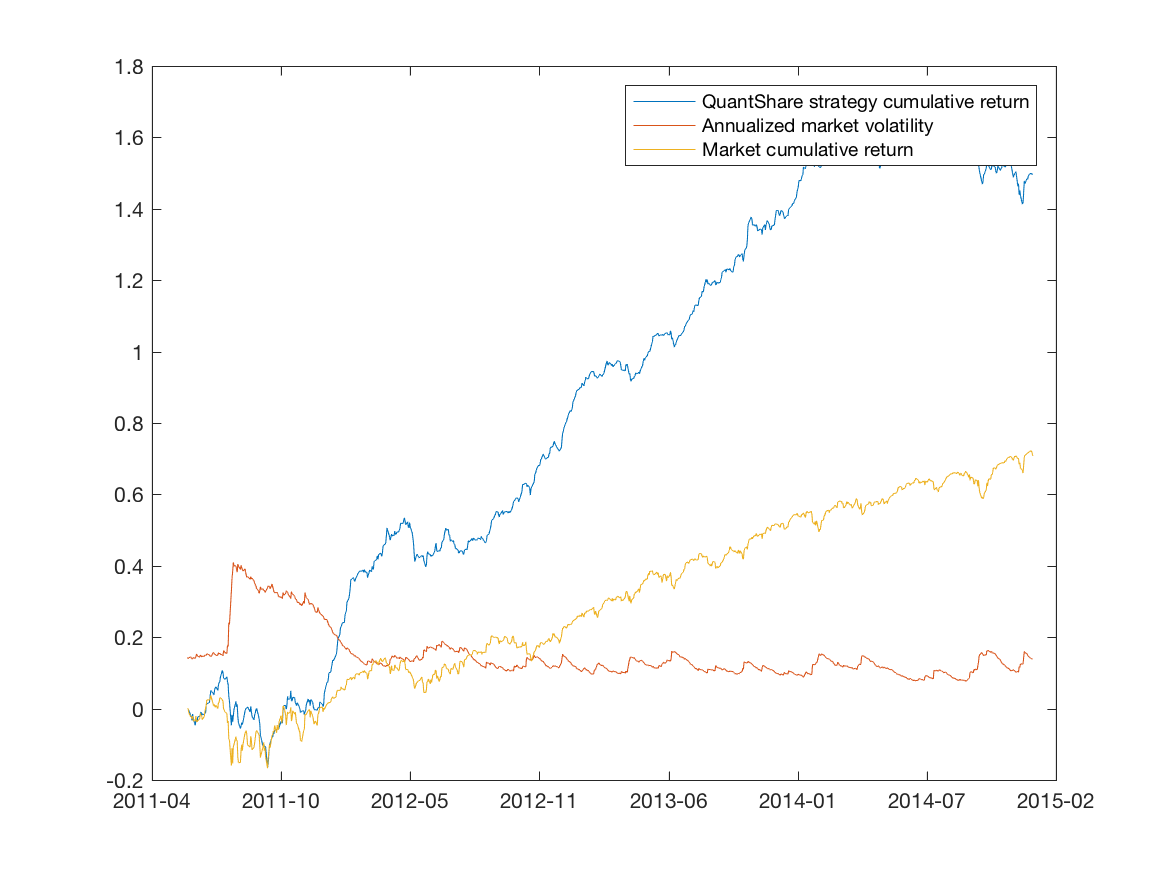 1.8
1.6
1.4
1.2
1
0.8
0.6
0.4
0.2
0
-0.2
QuantShare strategy cumulative return
Annualized market volatility
Market cumulative return
2011-04 2011-10 2012-05 2012-11 2013-06 2014-01 2014-07 2015-02